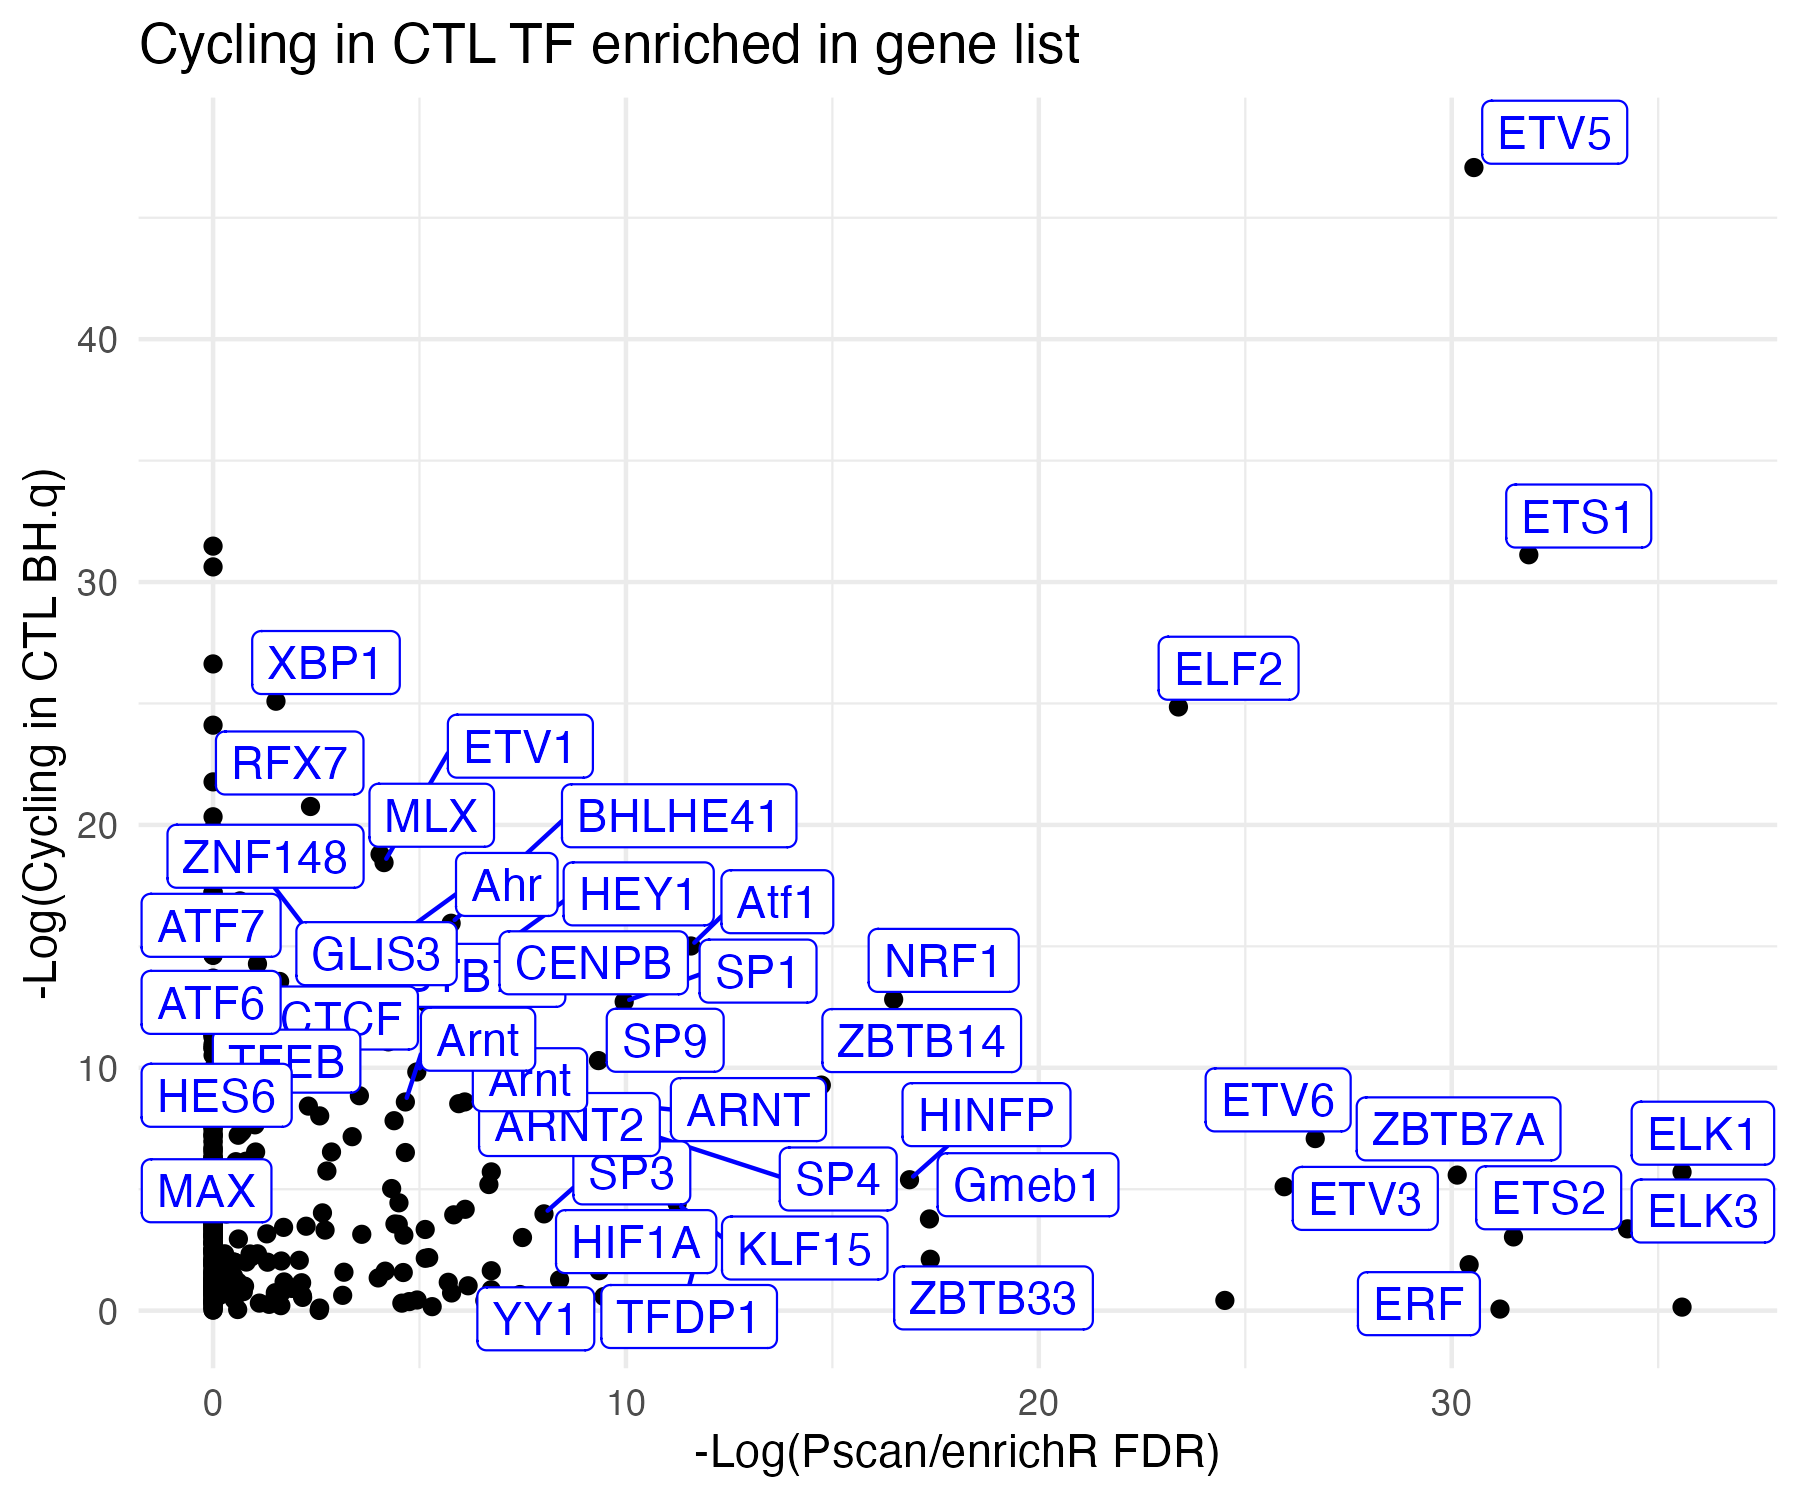 Cycling in CTL TF enriched in gene list
-Log(Cycling in CTL BH.q)
40
30
20
10
0
ETV5
ETS1
XBP1
ELF2
RFX7
ETV1
MLX
BHLHE41
ZNF148
Ahr
HEY1
Atf1
ATF7
GLIS3
CENPB
SP1
NRF1
ATF6
CTCF
Arnt
SP9
ZBTB14
TFEB
HES6
Arnt
ARNT2
ARNT
HINFP
ETV6
ZBTB7A
ELK1
MAX
SP3
SP4
Gmeb1
ETV3
ETS2
ELK3
HIF1A
KLF15
YY1
TFDP1
ZBTB33
ERF
0
10
20
30
-Log(Pscan/enrichR FDR)